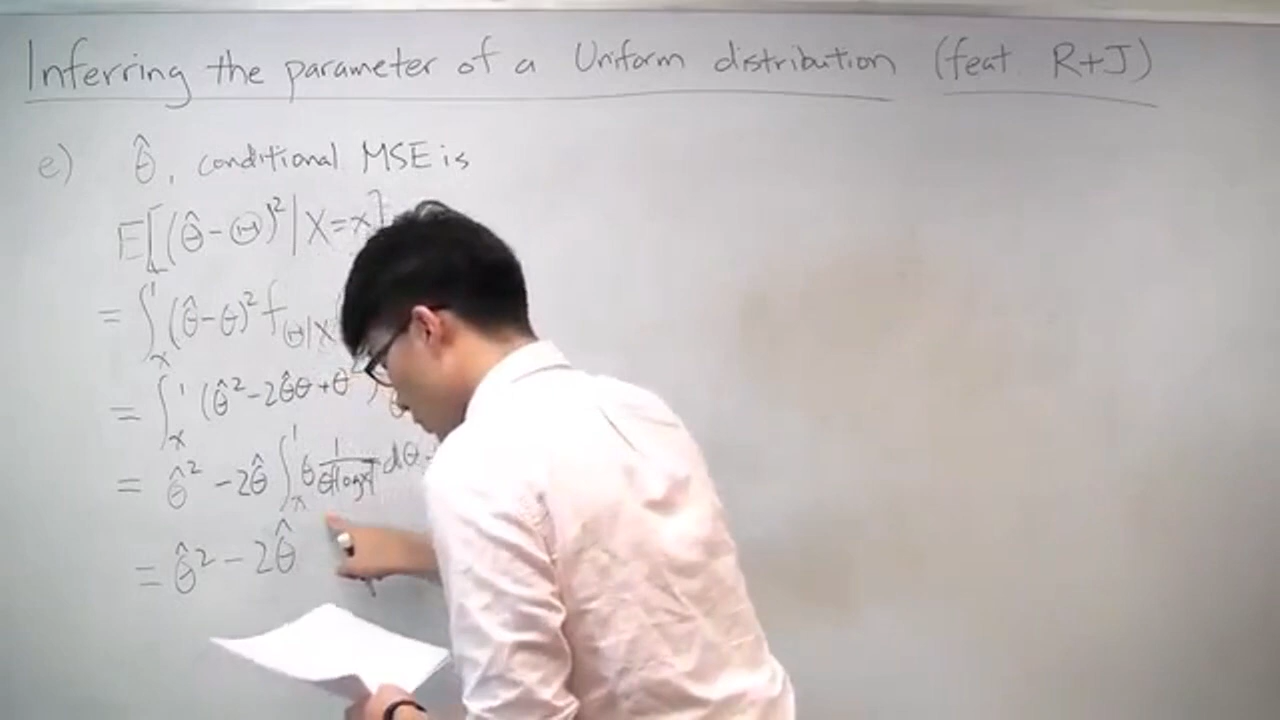 Inferring the parameter of a Uniform distribution (feat R+J)
e) θ̂, conditional MSE is
E[(θ̂-Θ)²|X=x]
= ∫ₓ¹ (θ̂-θ)² f_Θ|X
= ∫ₓ¹ (θ̂²-2θ̂θ+θ²)
= θ̂² - 2θ̂ ∫ₓ¹ θ 1/(θ|logx|) dθ
= θ̂² - 2θ̂